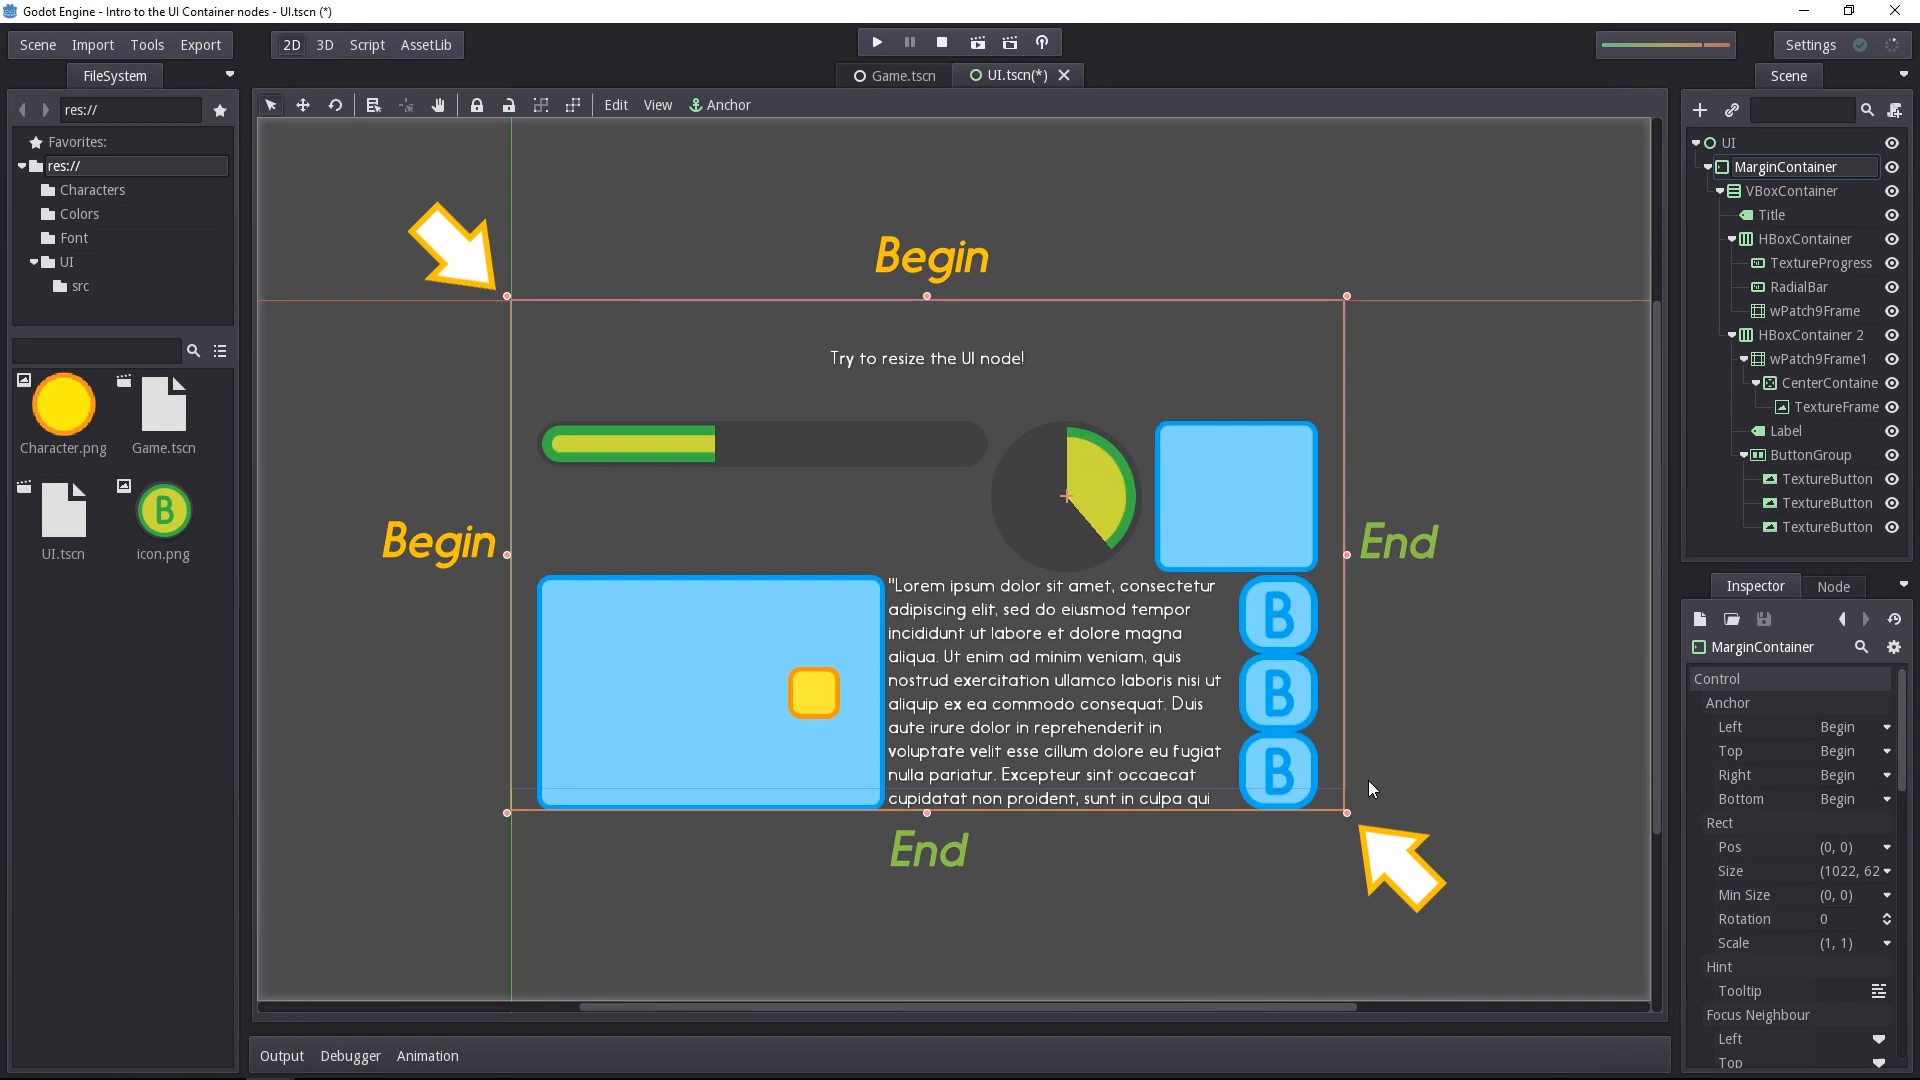 Godot Engine - Intro to the UI Container nodes - UI.tscn (*)
Scene Import Tools Export
2D 3D Script AssetLib
Settings
FileSystem
Game.tscn
UI.tscn(*)
Scene
res://
Edit View Anchor
Favorites:
res://
Characters
Colors
Font
UI
src
Character.png
Game.tscn
UI.tscn
B
icon.png
Begin
Try to resize the UI node!
Begin
End
"Lorem ipsum dolor sit amet, consectetur
adipiscing elit, sed do eiusmod tempor
incididunt ut labore et dolore magna
aliqua. Ut enim ad minim veniam, quis
nostrud exercitation ullamco laboris nisi ut
aliquip ex ea commodo consequat. Duis
aute irure dolor in reprehenderit in
voluptate velit esse cillum dolore eu fugiat
nulla pariatur. Excepteur sint occaecat
cupidatat non proident, sunt in culpa qui
B
B
B
End
UI
MarginContainer
VBoxContainer
Title
HBoxContainer
TextureProgress
RadialBar
wPatch9Frame
HBoxContainer 2
wPatch9Frame1
CenterContaine
TextureFrame
Label
ButtonGroup
TextureButton
TextureButton
TextureButton
Inspector Node
MarginContainer
Control
Anchor
Left Begin
Top Begin
Right Begin
Bottom Begin
Rect
Pos (0, 0)
Size (1022, 62
Min Size (0, 0)
Rotation 0
Scale (1, 1)
Hint
Tooltip
Focus Neighbour
Left
Top
Output Debugger Animation